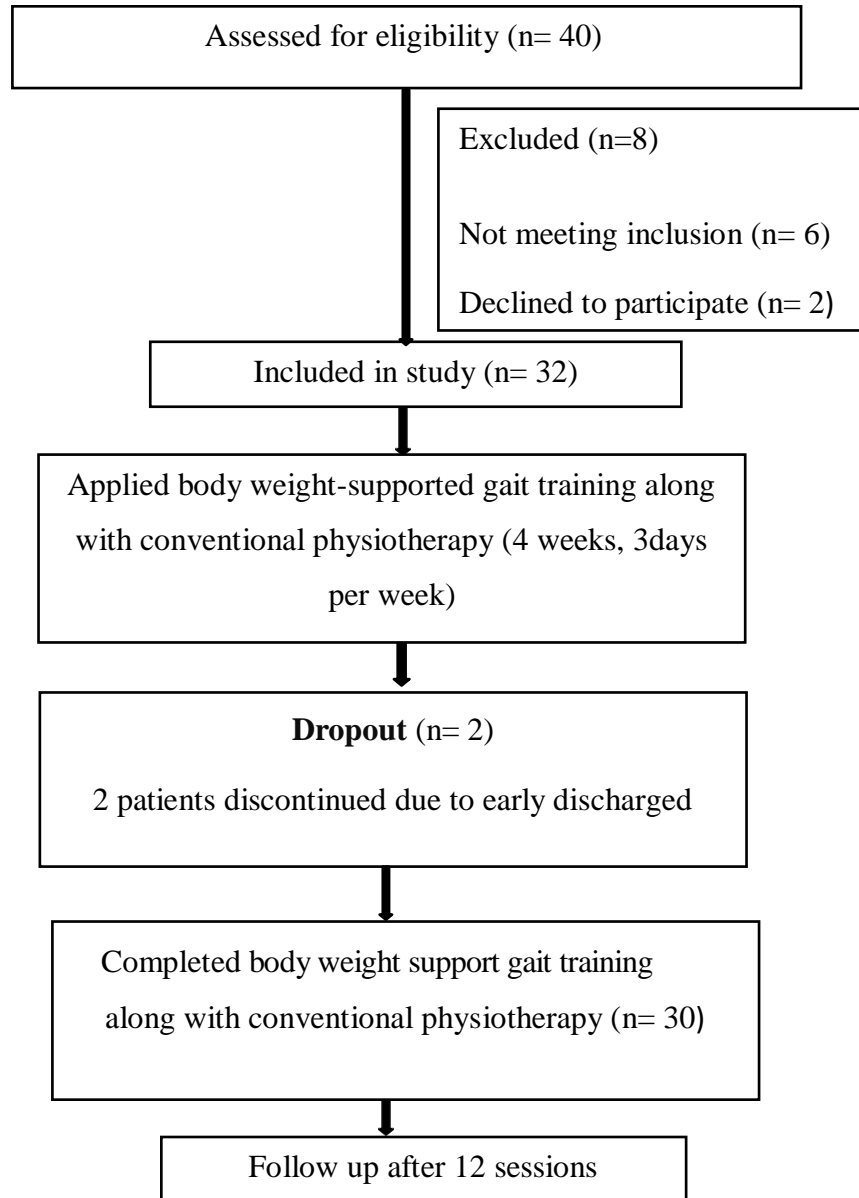 Assessed for eligibility (n= 40)
Excluded (n=8)
Not meeting inclusion (n= 6)
Declined to participate (n= 2)
Included in study (n= 32)
Applied body weight-supported gait training along
with conventional physiotherapy (4 weeks, 3days
per week)
Dropout (n= 2)
2 patients discontinued due to early discharged
Completed body weight support gait training
along with conventional physiotherapy (n= 30)
Follow up after 12 sessions